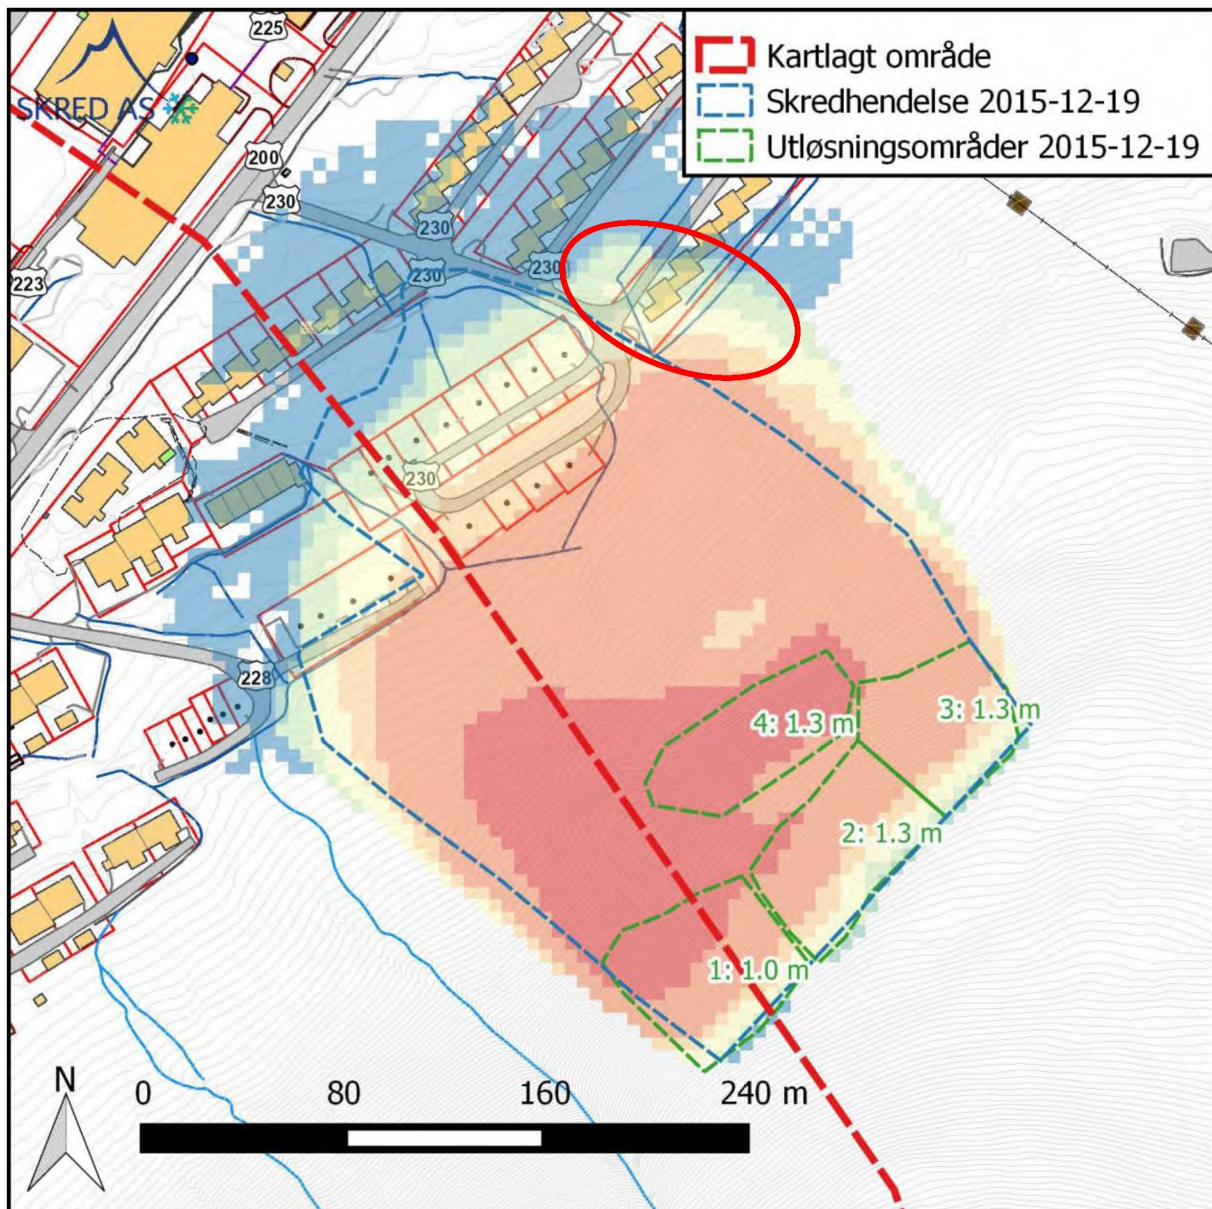 225
SKRED AS
Kartlagt område
Skredhendelse 2015-12-19
Utløsningsområder 2015-12-19
200
230
230
230
230
223
230
228
4: 1.3 m
3: 1.3 m
2: 1.3 m
1: 1.0 m
N
0 80 160 240 m